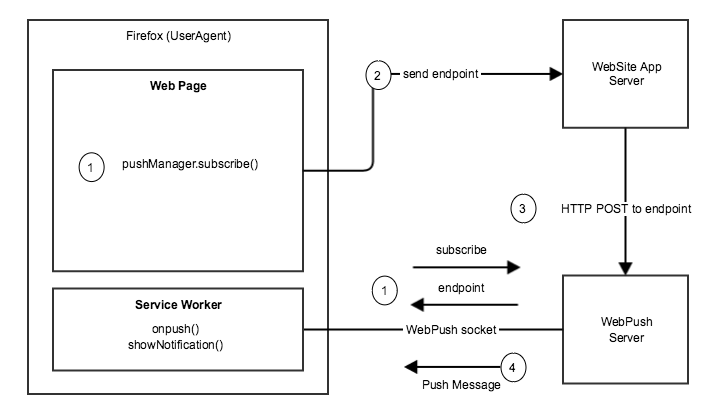 Firefox (UserAgent)
Web Page
1
pushManager.subscribe()
2
send endpoint
WebSite App
Server
3
HTTP POST to endpoint
subscribe
1
endpoint
Service Worker
onpush()
showNotification()
WebPush socket
WebPush
Server
4
Push Message